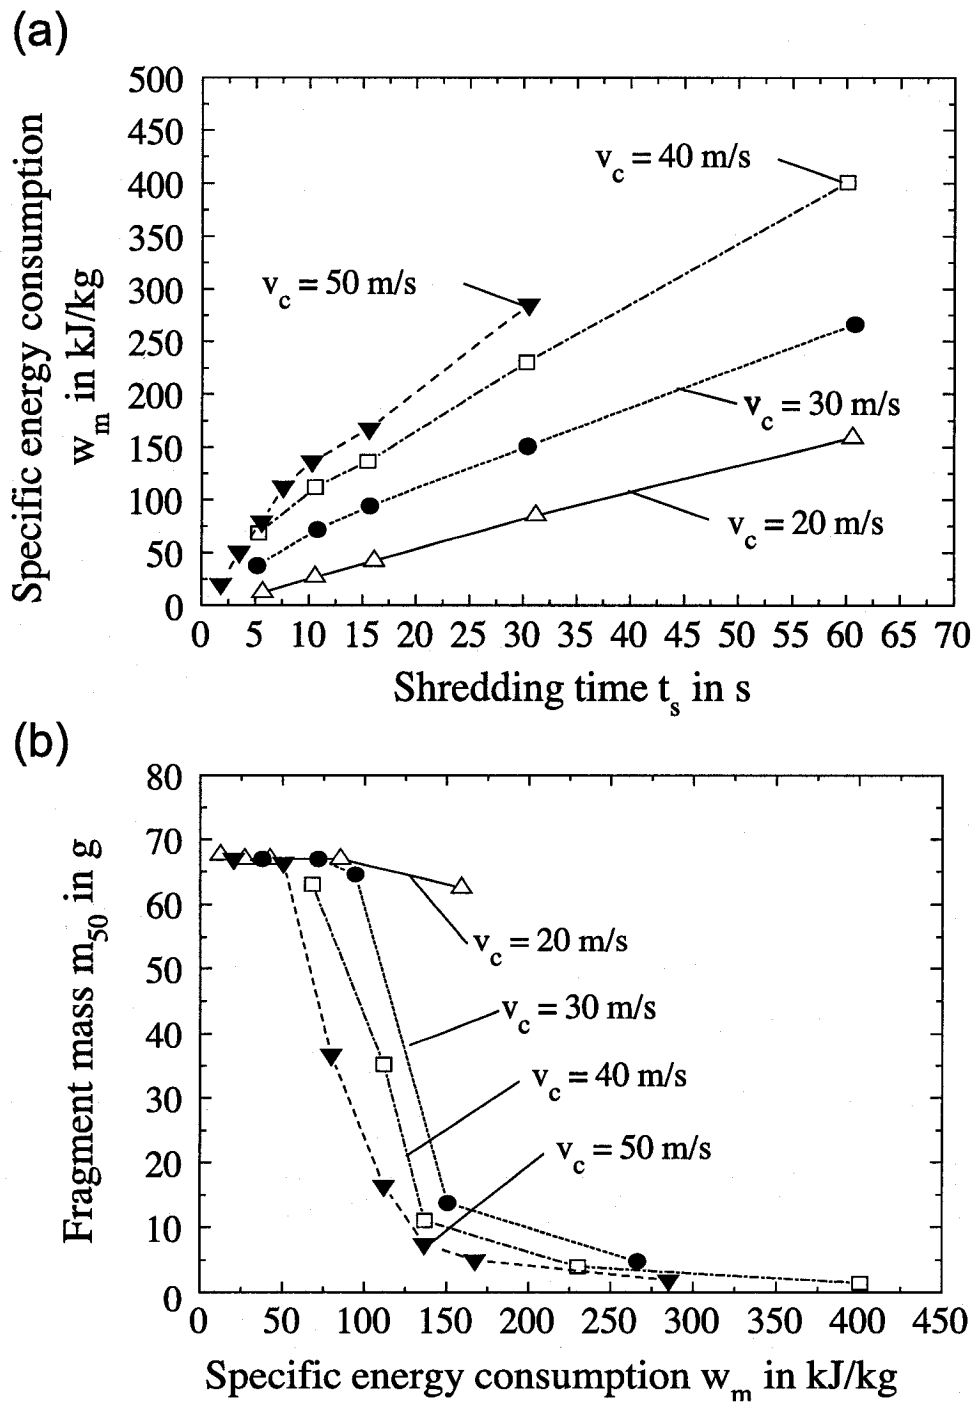 (a)
Specific energy consumption
w_m in kJ/kg
500
450
400
350
300
250
200
150
100
50
0
v_c = 40 m/s
v_c = 50 m/s
v_c = 30 m/s
v_c = 20 m/s
0 5 10 15 20 25 30 35 40 45 50 55 60 65 70
Shredding time t_s in s
(b)
Fragment mass m_50 in g
80
70
60
50
40
30
20
10
0
v_c = 20 m/s
v_c = 30 m/s
v_c = 40 m/s
v_c = 50 m/s
0 50 100 150 200 250 300 350 400 450
Specific energy consumption w_m in kJ/kg